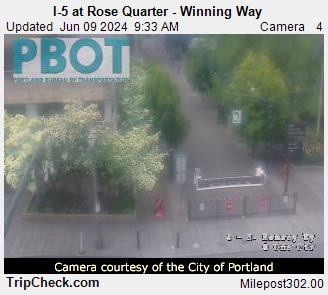 I-5 at Rose Quarter - Winning Way
Updated Jun 09 2024 9:33 AM Camera 4
PBOT
PORTLAND BUREAU OF TRANSPORTATION
Camera courtesy of the City of Portland
TripCheck.com Milepost302.00